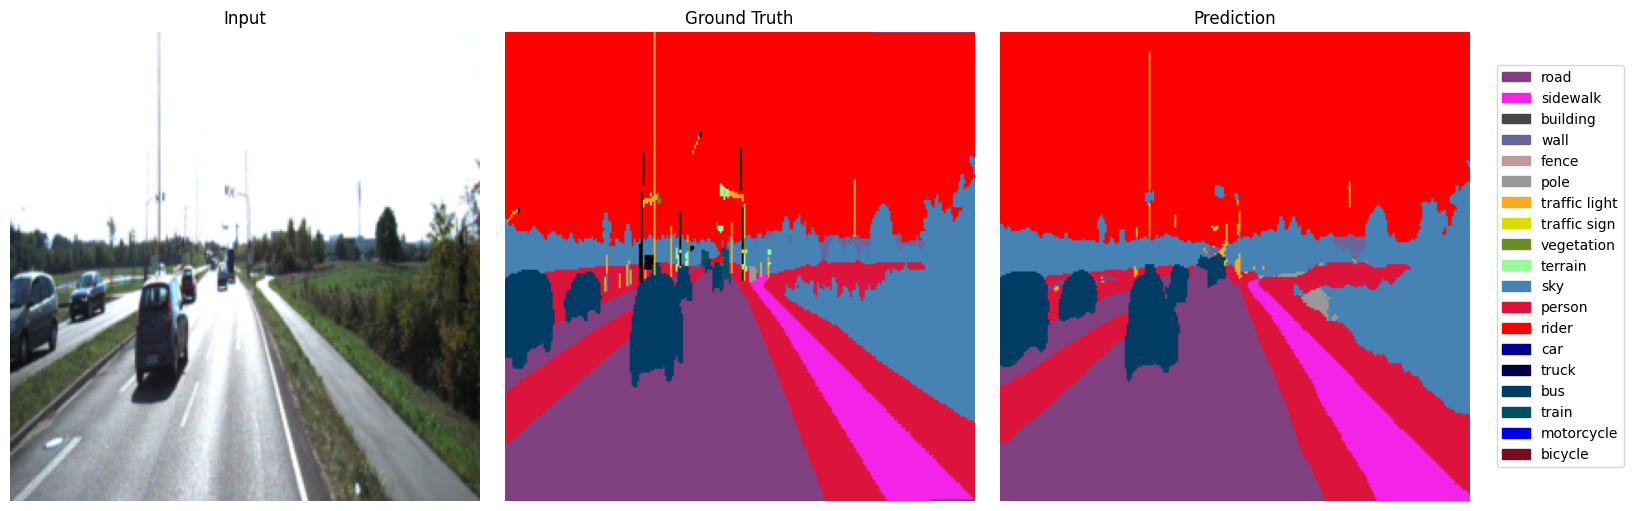 Input
Ground Truth
Prediction
road
sidewalk
building
wall
fence
pole
traffic light
traffic sign
vegetation
terrain
sky
person
rider
car
truck
bus
train
motorcycle
bicycle